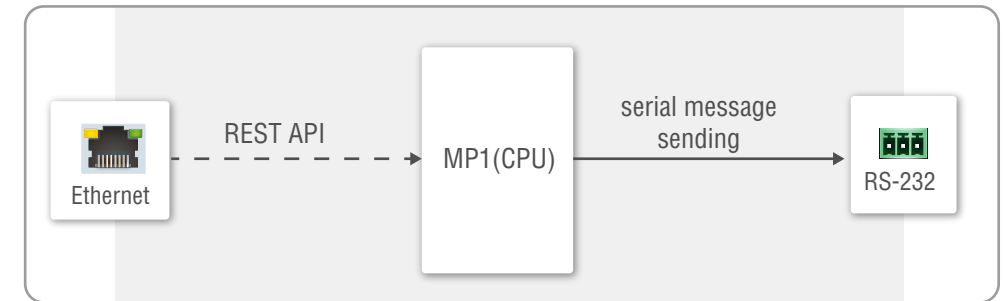 REST API
Ethernet
MP1(CPU)
serial message
sending
RS-232